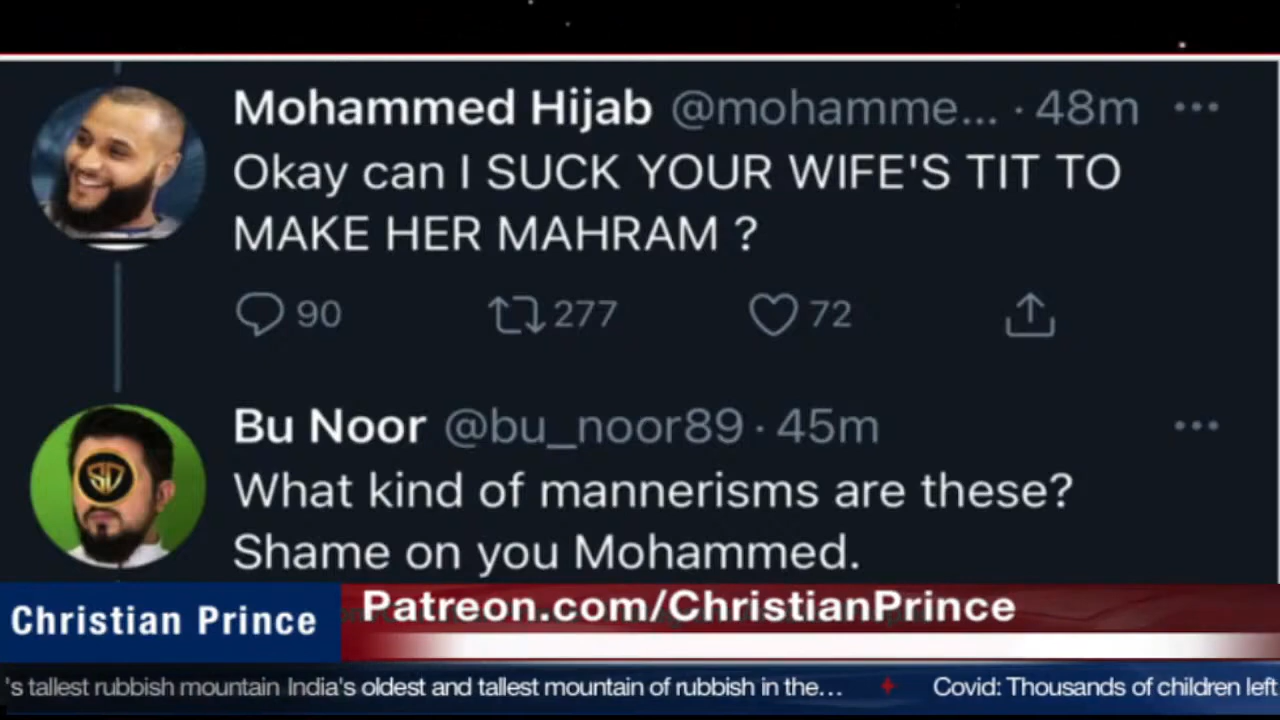 Mohammed Hijab @mohamme... · 48m
Okay can I SUCK YOUR WIFE'S TIT TO
MAKE HER MAHRAM ?
90 277 72
Bu Noor @bu_noor89 · 45m
What kind of mannerisms are these?
Shame on you Mohammed.
Christian Prince
Patreon.com/ChristianPrince
's tallest rubbish mountain India's oldest and tallest mountain of rubbish in the... Covid: Thousands of children left